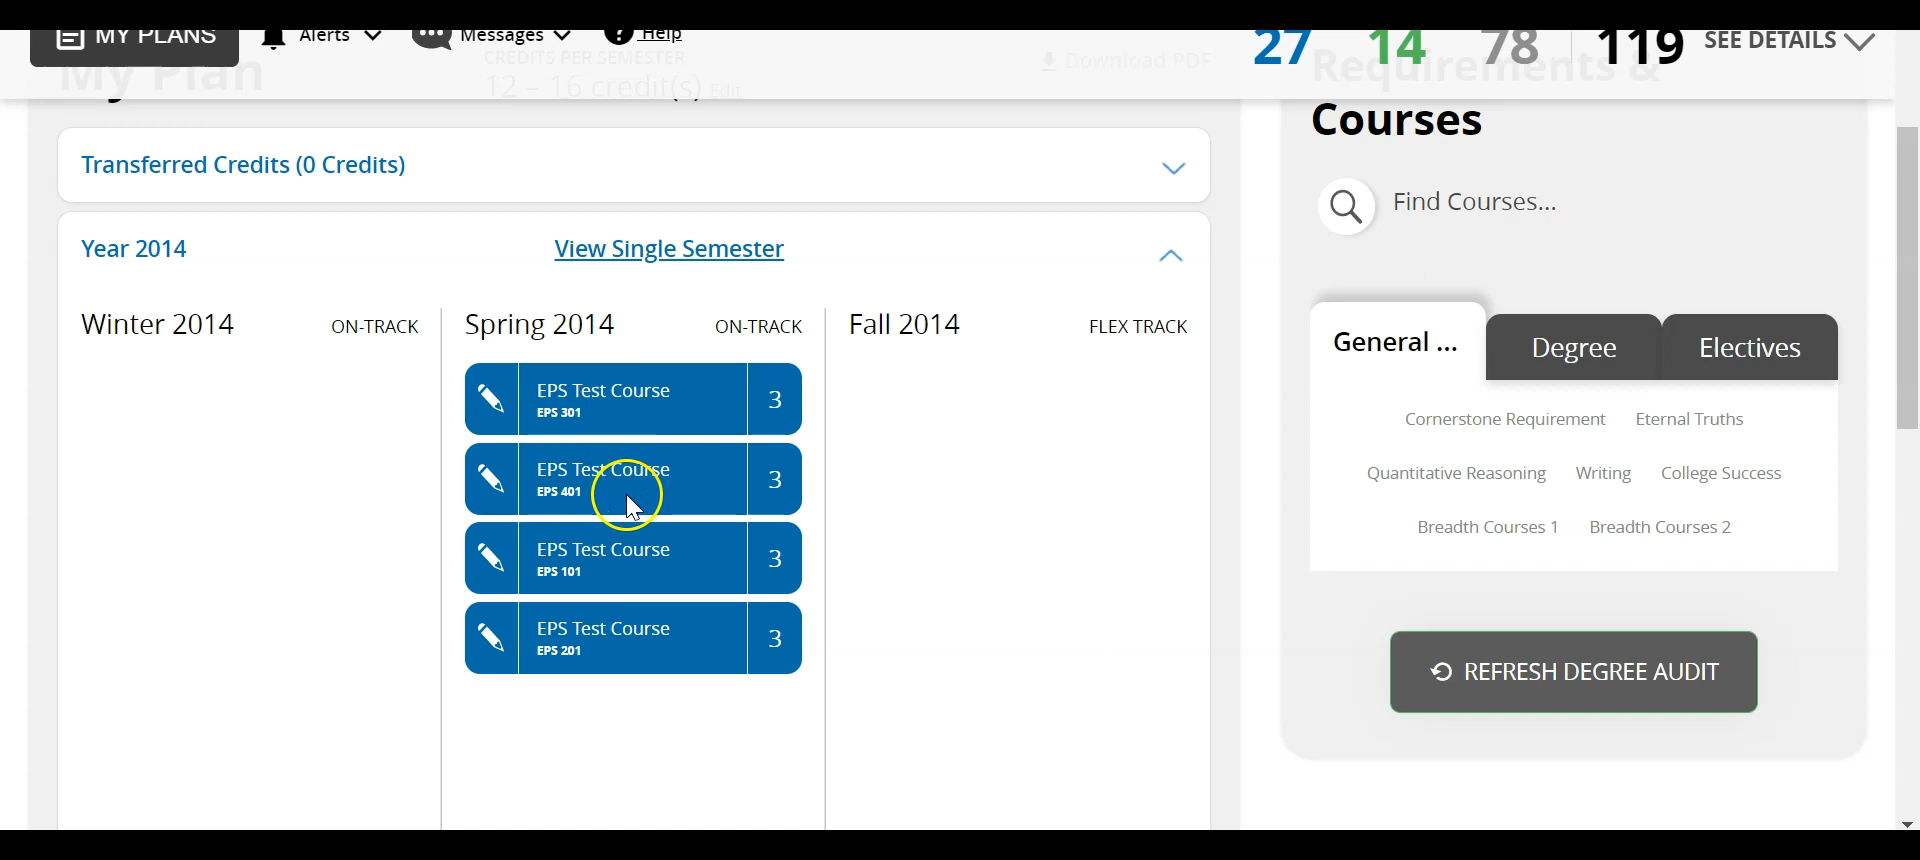 MY PLANS
Alerts
Messages
Help
27 14 78 119 SEE DETAILS
My Plan
CREDITS PER SEMESTER
12 - 16 credit(s) Edit
Download PDF
Requirements &
Courses
Transferred Credits (0 Credits)
Find Courses...
Year 2014
View Single Semester
Winter 2014 ON-TRACK
Spring 2014 ON-TRACK
Fall 2014 FLEX TRACK
EPS Test Course
EPS 301
3
EPS Test Course
EPS 401
3
EPS Test Course
EPS 101
3
EPS Test Course
EPS 201
3
General ...
Degree
Electives
Cornerstone Requirement Eternal Truths
Quantitative Reasoning Writing College Success
Breadth Courses 1 Breadth Courses 2
REFRESH DEGREE AUDIT